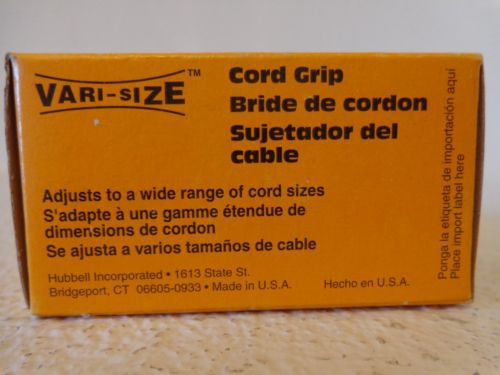 VARI-SIZE™
Cord Grip
Bride de cordon
Sujetador del
cable
Adjusts to a wide range of cord sizes
S'adapte à une gamme étendue de
dimensions de cordon
Se ajusta a varios tamaños de cable
Hubbell Incorporated • 1613 State St.
Bridgeport, CT 06605-0933 • Made in U.S.A.
Hecho en U.S.A.
Ponga la etiqueta de importación aquí
Place import label here